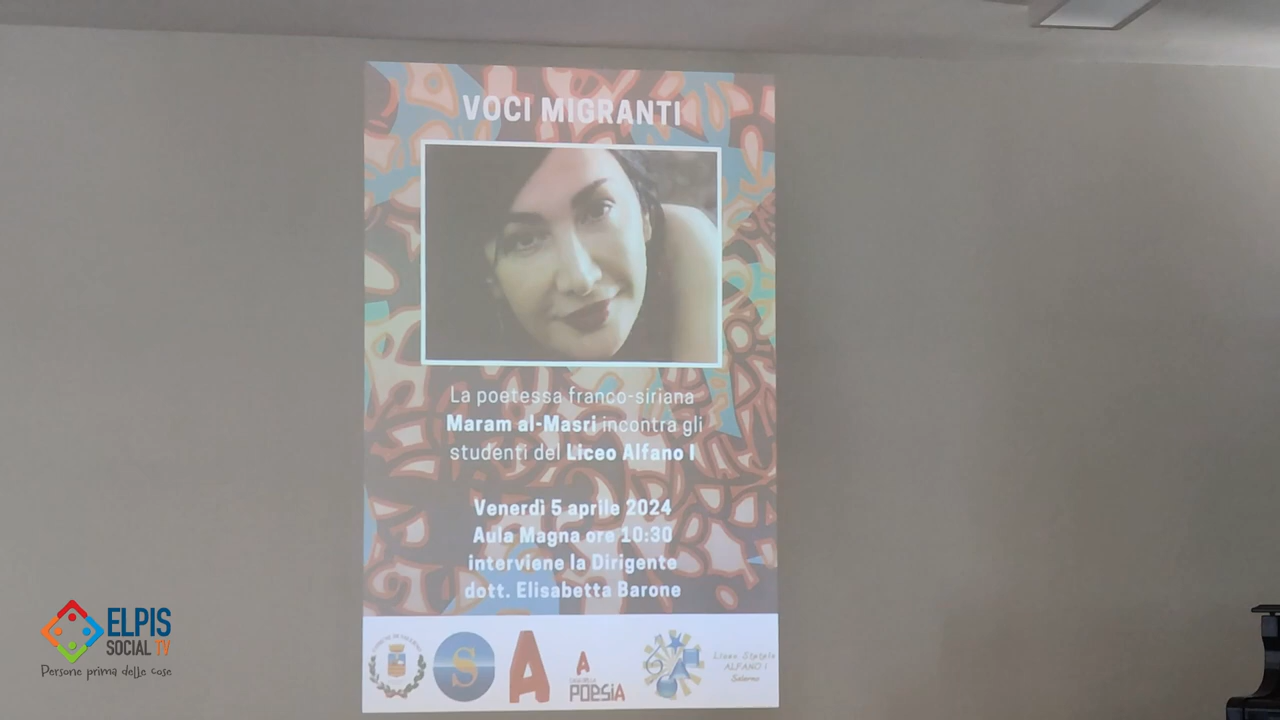 VOCI MIGRANTI
La poetessa franco-siriana
Maram al-Masri incontra gli
studenti del Liceo Alfano I
Venerdì 5 aprile 2024
Aula Magna ore 10:30
interviene la Dirigente
dott. Elisabetta Barone
S
A
A
CASA DELLA
POESIA
Liceo Statale
ALFANO I
Salerno
ELPIS
SOCIAL TV
Persone prima delle cose